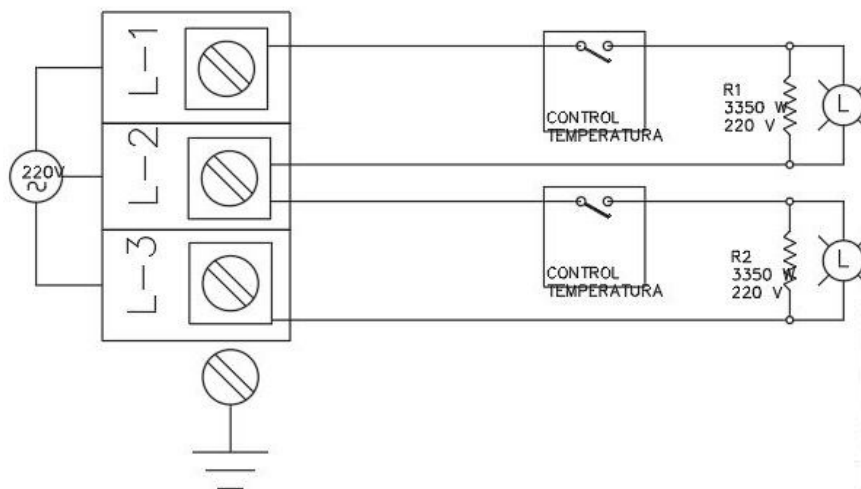 L-1
L-2
L-3
220V
CONTROL
TEMPERATURA
R1
3350 W
220 V
L
CONTROL
TEMPERATURA
R2
3350 W
220 V
L